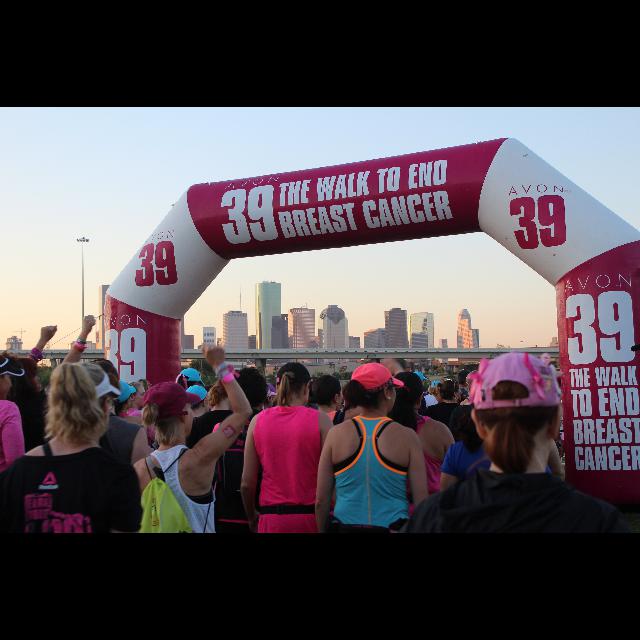 AVON
39 THE WALK TO END
BREAST CANCER
AVON
39
AVON
39
AVON
39
AVON
39
THE WALK
TO END
BREAST
CANCER